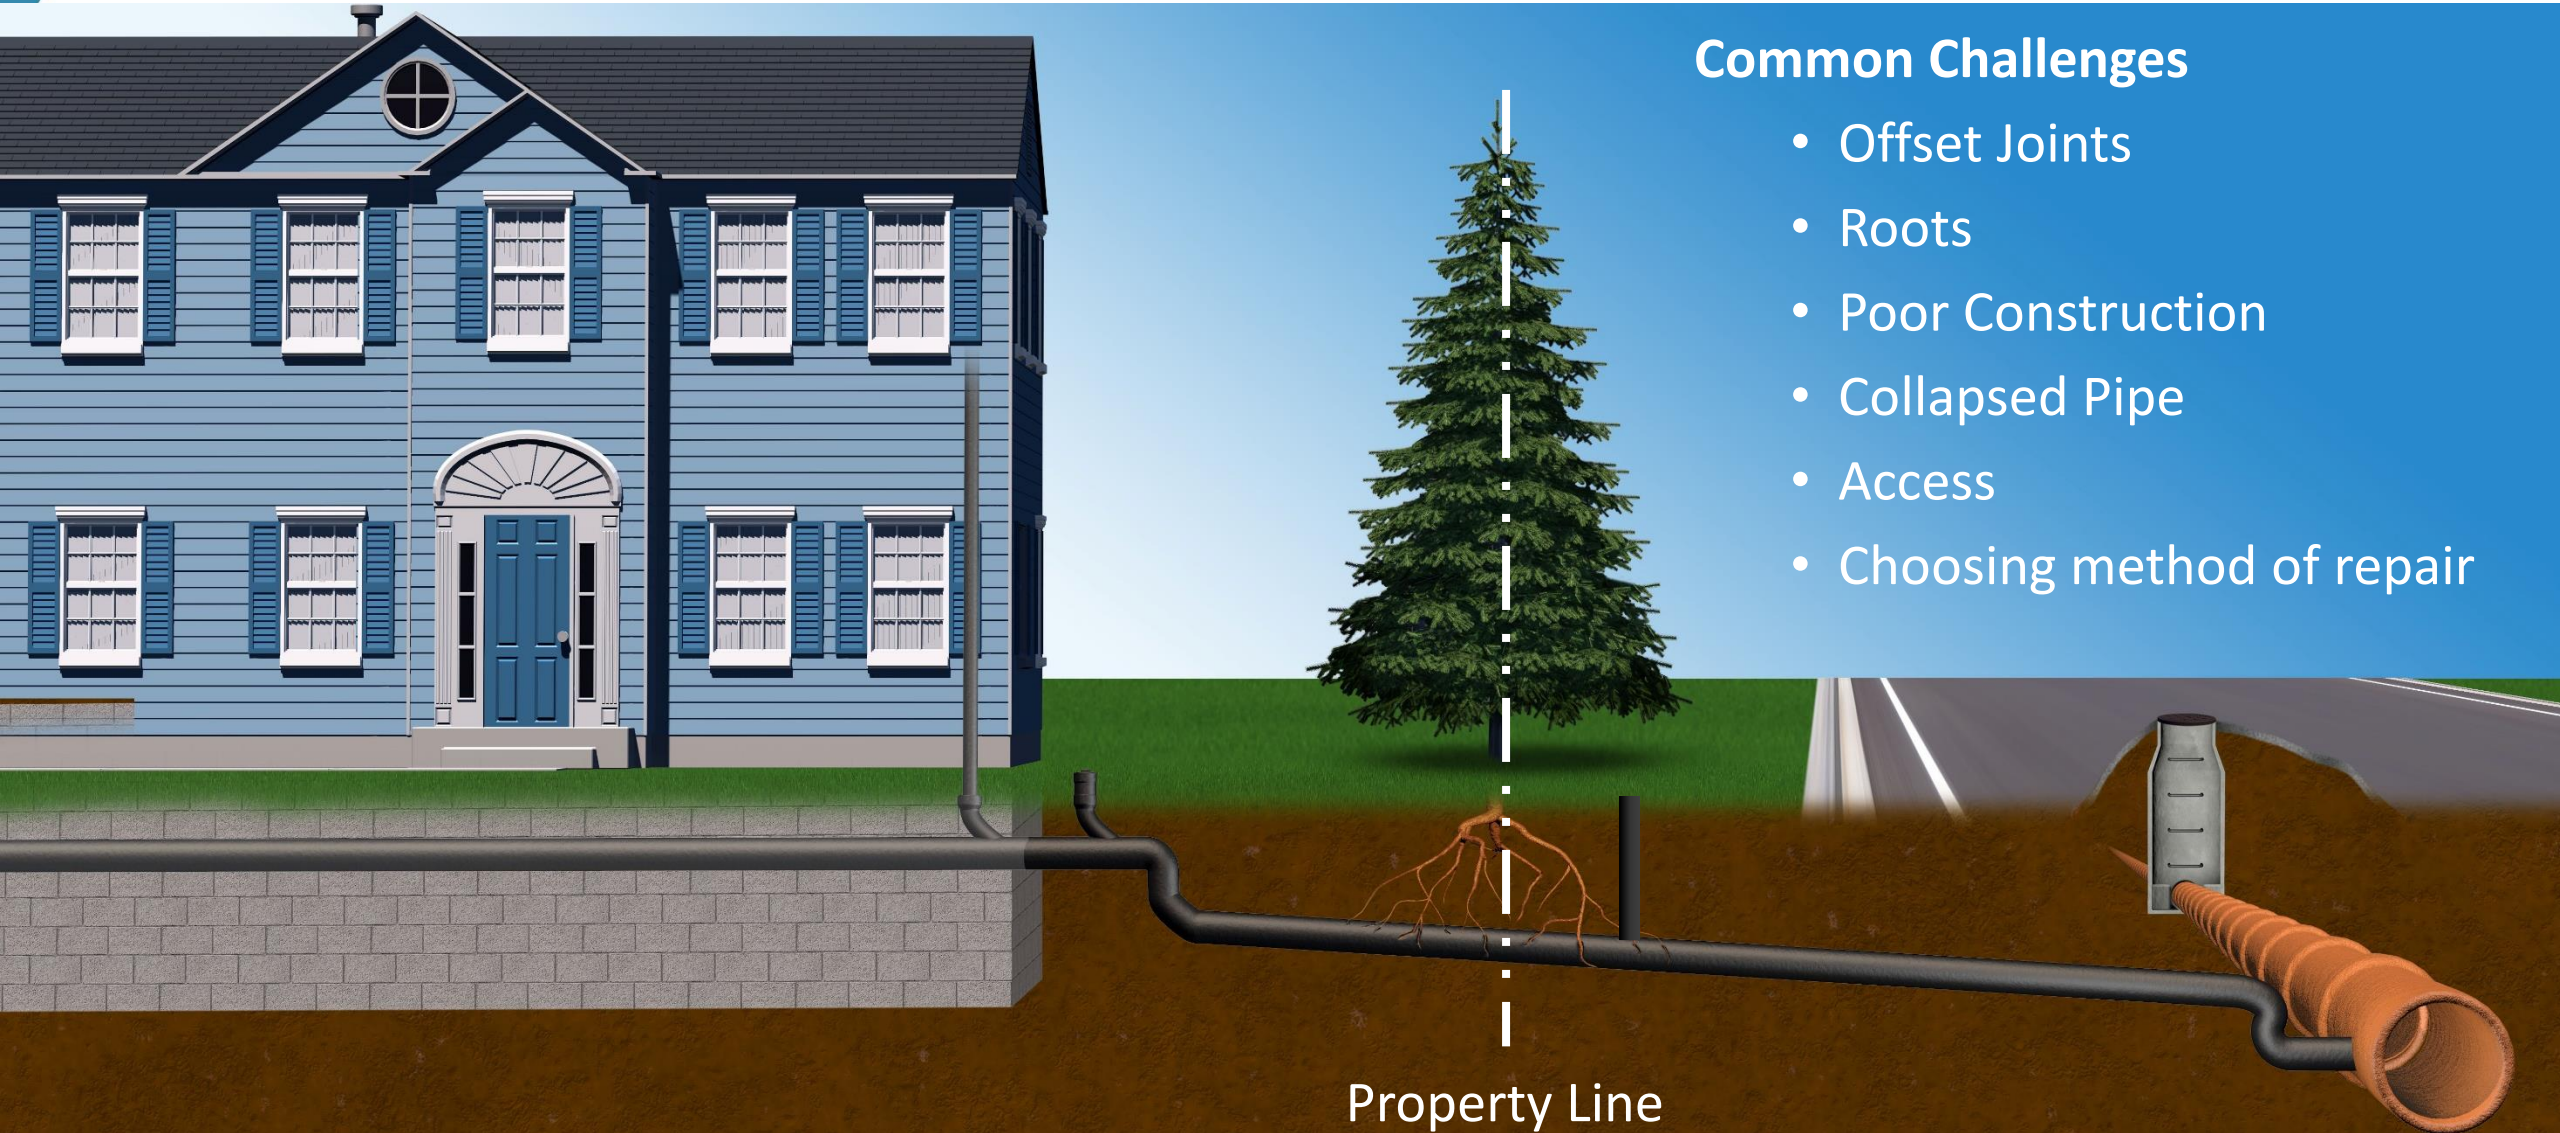 Common Challenges
• Offset Joints
• Roots
• Poor Construction
• Collapsed Pipe
• Access
• Choosing method of repair
Property Line